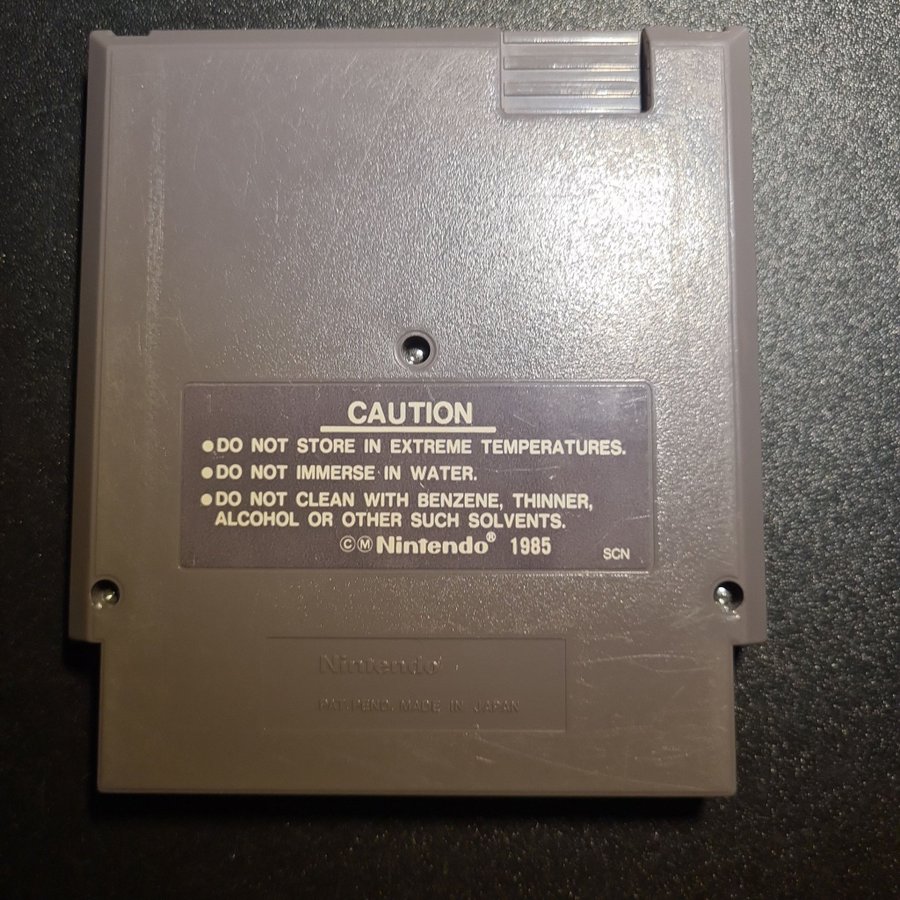 CAUTION
●DO NOT STORE IN EXTREME TEMPERATURES.
●DO NOT IMMERSE IN WATER.
●DO NOT CLEAN WITH BENZENE, THINNER,
ALCOHOL OR OTHER SUCH SOLVENTS.
ⒸⓂNintendo® 1985
SCN
Nintendo®
PAT.PEND. MADE IN JAPAN